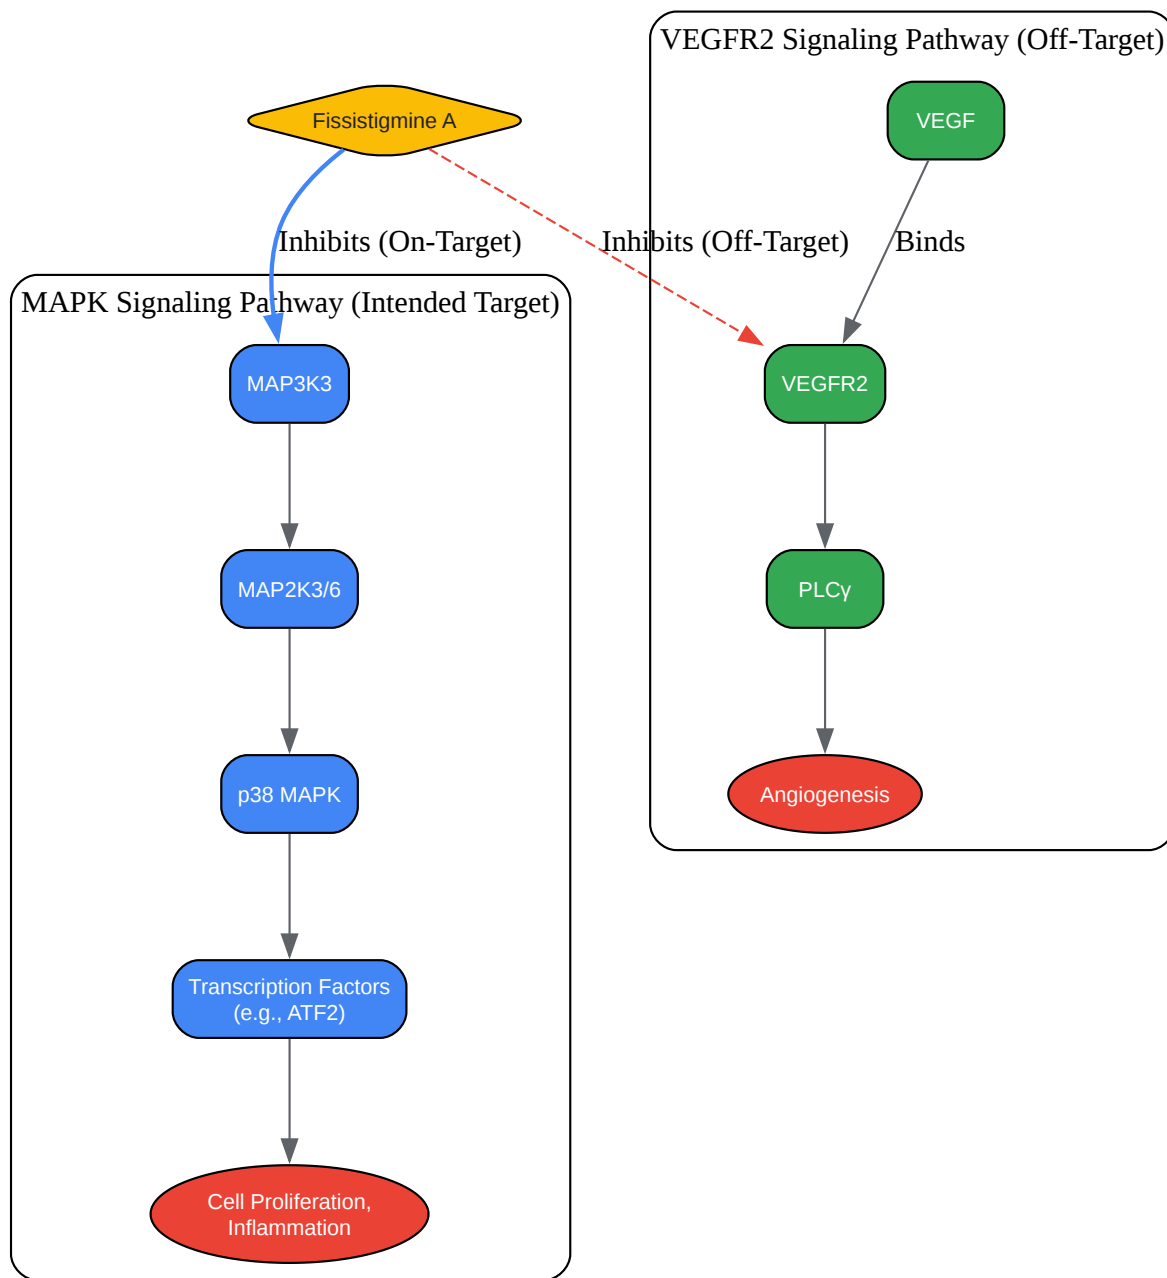 VEGFR2 Signaling Pathway (Off-Target)
Fissistigmine A
VEGF
Inhibits (On-Target)
Inhibits (Off-Target)
Binds
MAPK Signaling Pathway (Intended Target)
MAP3K3
VEGFR2
MAP2K3/6
PLCγ
p38 MAPK
Angiogenesis
Transcription Factors
(e.g., ATF2)
Cell Proliferation,
Inflammation